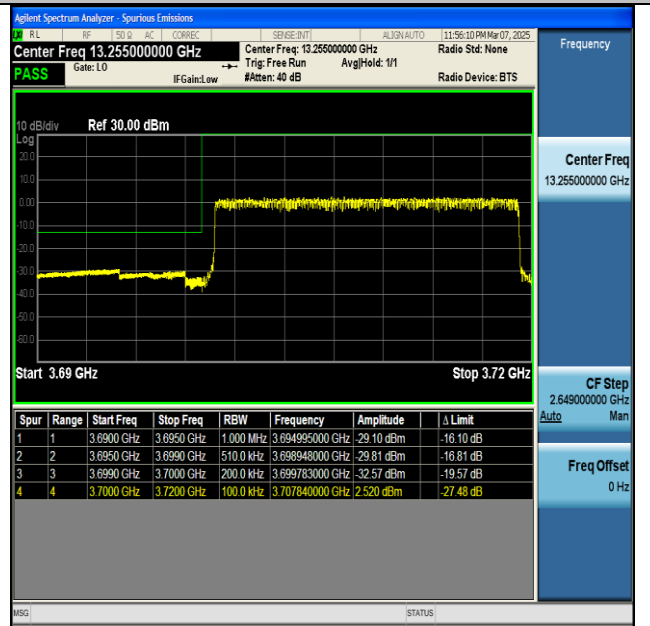 Agilent Spectrum Analyzer - Spurious Emissions
RL RF 50 Ω AC CORREC SENSE:INT ALIGN AUTO 11:56:10 PM Mar 07, 2025
Center Freq 13.255000000 GHz Center Freq: 13.255000000 GHz Radio Std: None
Trig: Free Run Avg|Hold: 1/1
PASS Gate: LO IFGain:Low #Atten: 40 dB Radio Device: BTS
Frequency
10 dB/div Ref 30.00 dBm
Log
20.0
10.0
0.00
-10.0
-20.0
-30.0
-40.0
-50.0
-60.0
Start 3.69 GHz Stop 3.72 GHz
Center Freq
13.255000000 GHz
CF Step
2.649000000 GHz
Auto Man
Freq Offset
0 Hz
Spur Range Start Freq Stop Freq RBW Frequency Amplitude Δ Limit
1 1 3.6900 GHz 3.6950 GHz 1.000 MHz 3.694995000 GHz -29.10 dBm -16.10 dB
2 2 3.6950 GHz 3.6990 GHz 510.0 kHz 3.698948000 GHz -29.81 dBm -16.81 dB
3 3 3.6990 GHz 3.7000 GHz 200.0 kHz 3.699783000 GHz -32.57 dBm -19.57 dB
4 4 3.7000 GHz 3.7200 GHz 100.0 kHz 3.707840000 GHz 2.520 dBm -27.48 dB
MSG STATUS